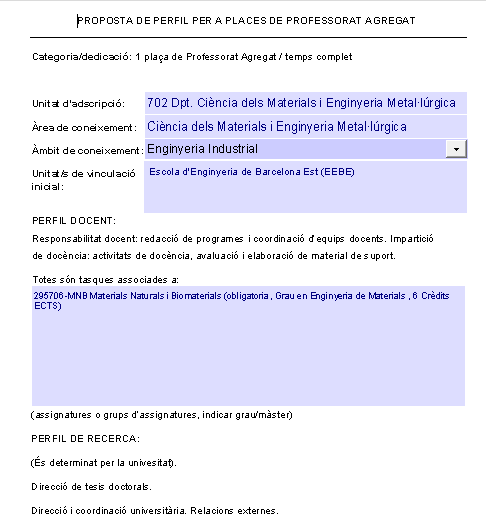 PROPOSTA DE PERFIL PER A PLACES DE PROFESSORAT AGREGAT
Categoria/dedicació: 1 plaça de Professorat Agregat / temps complet
Unitat d'adscripció: 702 Dpt. Ciència dels Materials i Enginyeria Metal·lúrgica
Àrea de coneixement: Ciència dels Materials i Enginyeria Metal·lúrgica
Àmbit de coneixement: Enginyeria Industrial
Unitat/s de vinculació Escola d'Enginyeria de Barcelona Est (EEBE)
inicial:
PERFIL DOCENT:
Responsabilitat docent: redacció de programes i coordinació d'equips docents. Impartició
de docència: activitats de docència, avaluació i elaboració de material de suport.
Totes són tasques associades a:
295706-MNB Materials Naturals i Biomaterials (obligatoria, Grau en Enginyeria de Materials , 6 Crèdits
ECTS)
(assignatures o grups d'assignatures, indicar grau/màster)
PERFIL DE RECERCA:
(És determinat per la univesitat).
Direcció de tesis doctorals.
Direcció i coordinació universitària. Relacions externes.